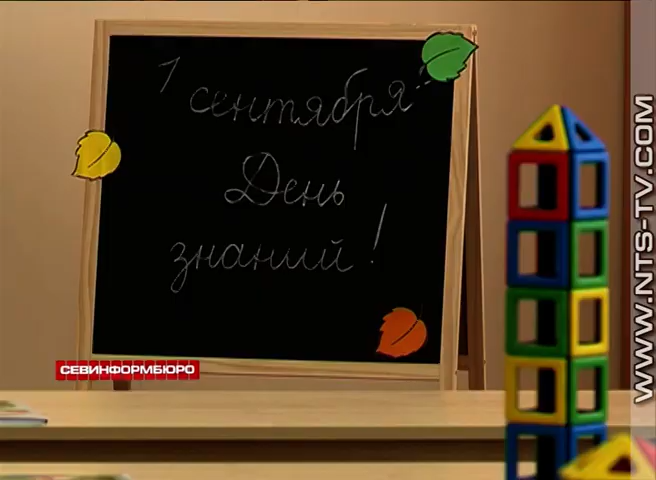 1 сентября -
День
знаний!
СЕВИНФОРМБЮРО
WWW.NTS-TV.COM